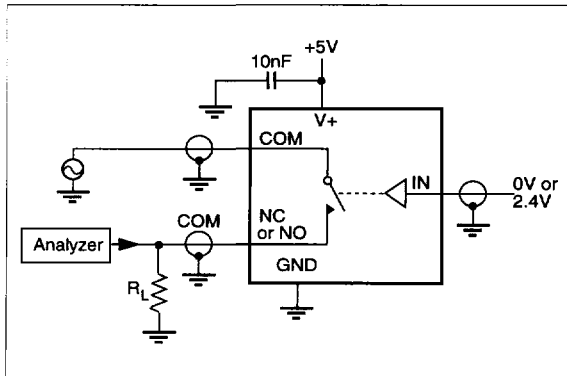 +5V
10nF
V+
COM
IN
0V or
2.4V
COM
NC
or NO
Analyzer
GND
RL